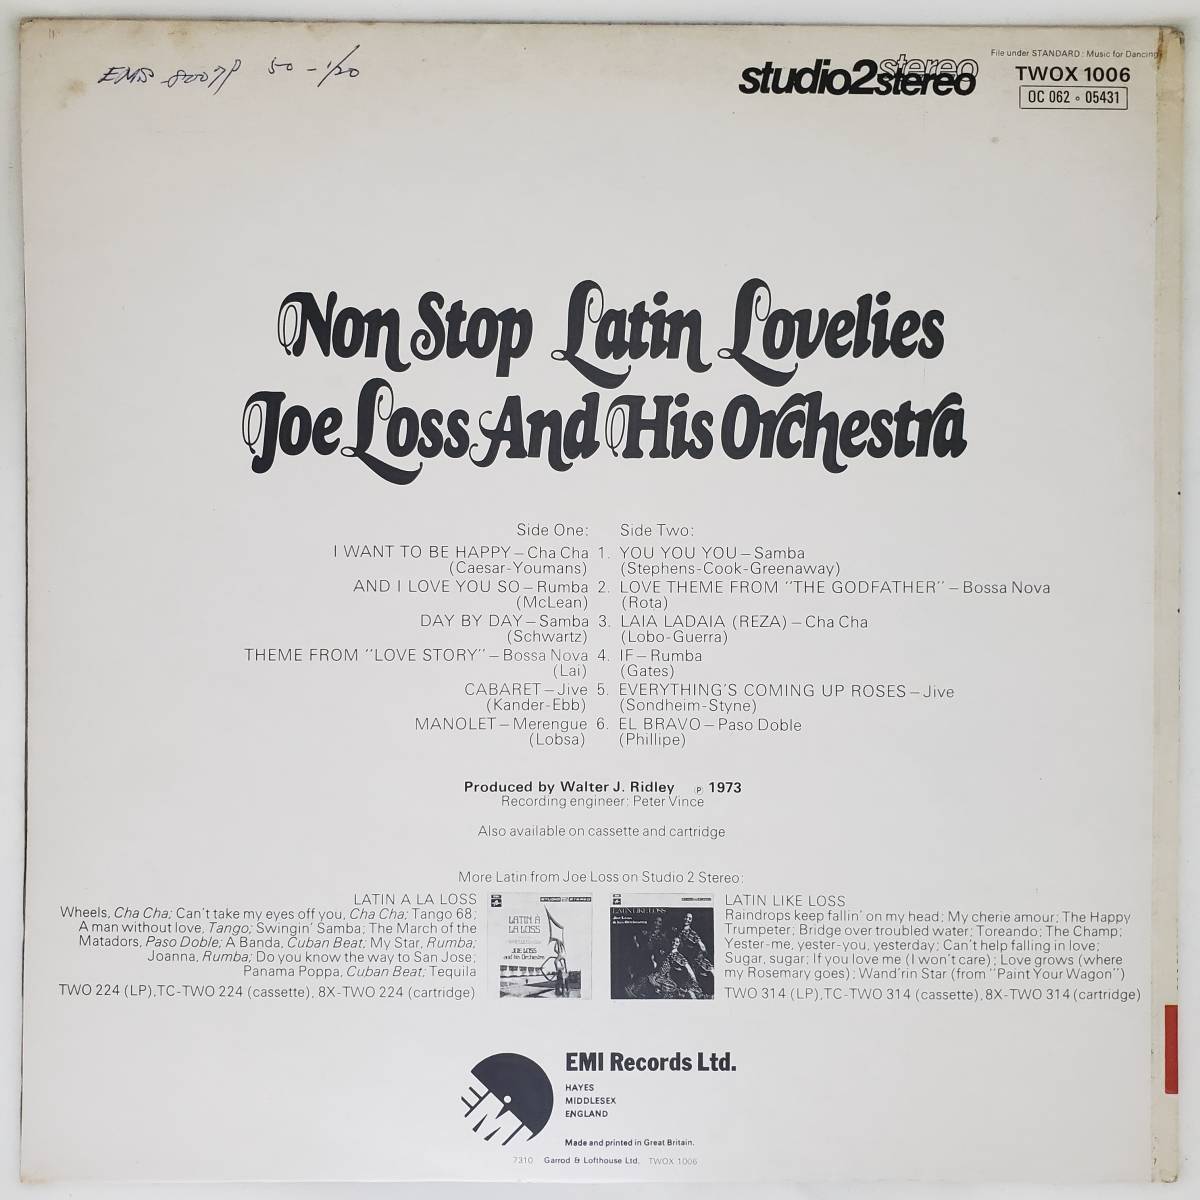 EMS-8007P 50-1/20
File under STANDARD: Music for Dancing
studio2stereo
stereo
TWOX 1006
OC 062 ∘ 05431
Non Stop Latin Lovelies
Joe Loss And His Orchestra
Side One: Side Two:
I WANT TO BE HAPPY – Cha Cha 1. YOU YOU YOU – Samba
(Caesar-Youmans) (Stephens-Cook-Greenaway)
AND I LOVE YOU SO – Rumba 2. LOVE THEME FROM "THE GODFATHER" – Bossa Nova
(McLean) (Rota)
DAY BY DAY – Samba 3. LAIA LADAIA (REZA) – Cha Cha
(Schwartz) (Lobo-Guerra)
THEME FROM "LOVE STORY" – Bossa Nova 4. IF – Rumba
(Lai) (Gates)
CABARET – Jive 5. EVERYTHING'S COMING UP ROSES – Jive
(Kander-Ebb) (Sondheim-Styne)
MANOLET – Merengue 6. EL BRAVO – Paso Doble
(Lobsa) (Phillipe)
Produced by Walter J. Ridley ℗ 1973
Recording engineer: Peter Vince
Also available on cassette and cartridge
More Latin from Joe Loss on Studio 2 Stereo:
LATIN A LA LOSS
Wheels, Cha Cha; Can't take my eyes off you, Cha Cha; Tango 68;
A man without love, Tango; Swingin' Samba; The March of the
Matadors, Paso Doble; A Banda, Cuban Beat; My Star, Rumba;
Joanna, Rumba; Do you know the way to San Jose;
Panama Poppa, Cuban Beat; Tequila
TWO 224 (LP), TC-TWO 224 (cassette), 8X-TWO 224 (cartridge)
LATIN À
LA LOSS
JOE LOSS
and his Orchestra
LATIN LIKE LOSS
LATIN LIKE LOSS
Raindrops keep fallin' on my head; My cherie amour; The Happy
Trumpeter; Bridge over troubled water; Toreando; The Champ;
Yester-me, yester-you, yesterday; Can't help falling in love;
Sugar, sugar; If you love me (I won't care); Love grows (where
my Rosemary goes); Wand'rin Star (from "Paint Your Wagon")
TWO 314 (LP), TC-TWO 314 (cassette), 8X-TWO 314 (cartridge)
EMI
EMI Records Ltd.
HAYES
MIDDLESEX
ENGLAND
Made and printed in Great Britain.
7310 Garrod & Lofthouse Ltd. TWOX 1006